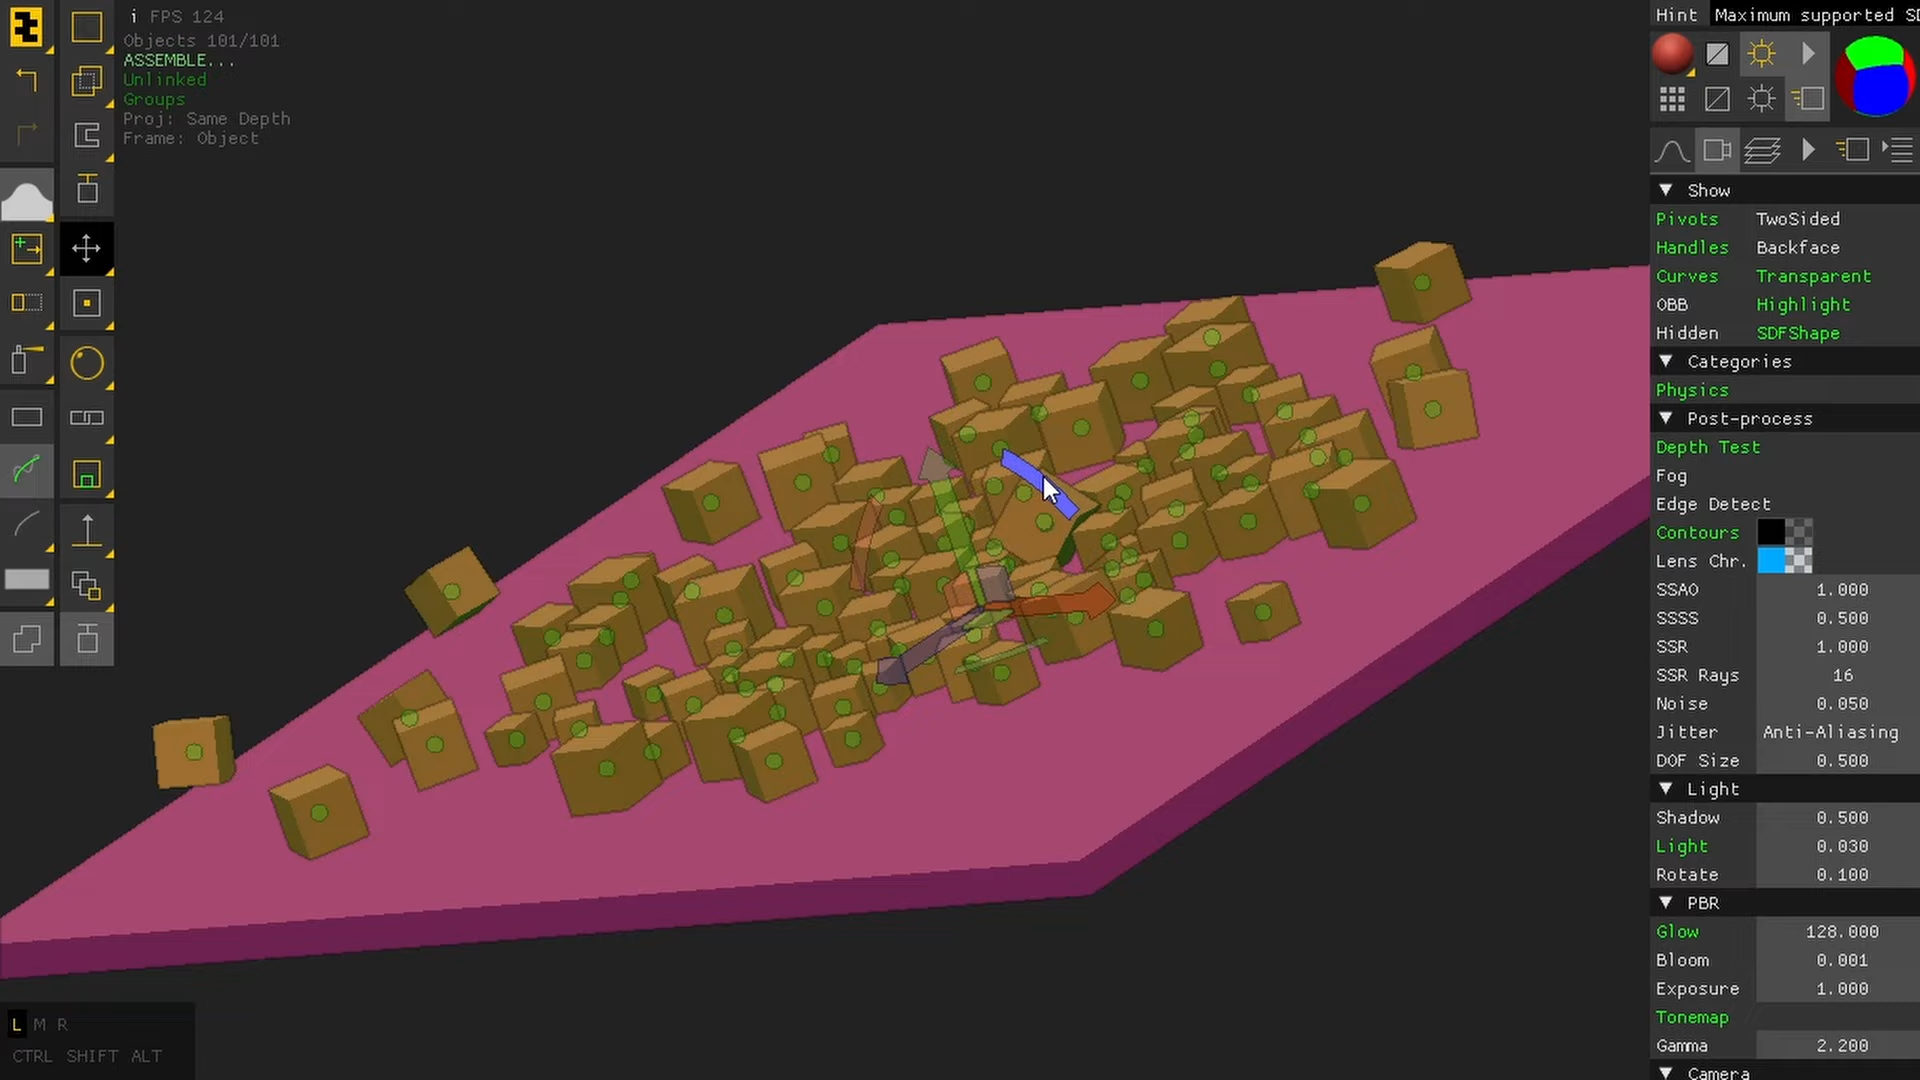 i FPS 124
Objects 101/101
ASSEMBLE...
Unlinked
Groups
Proj: Same Depth
Frame: Object
L M R
CTRL SHIFT ALT
Hint Maximum supported
Show
Pivots TwoSided
Handles Backface
Curves Transparent
OBB Highlight
Hidden SDFShape
Categories
Physics
Post-process
Depth Test
Fog
Edge Detect
Contours
Lens Chr.
SSAO 1.000
SSSS 0.500
SSR 1.000
SSR Rays 16
Noise 0.050
Jitter Anti-Aliasing
DOF Size 0.500
Light
Shadow 0.500
Light 0.030
Rotate 0.100
PBR
Glow 128.000
Bloom 0.001
Exposure 1.000
Tonemap
Gamma 2.200
Camera